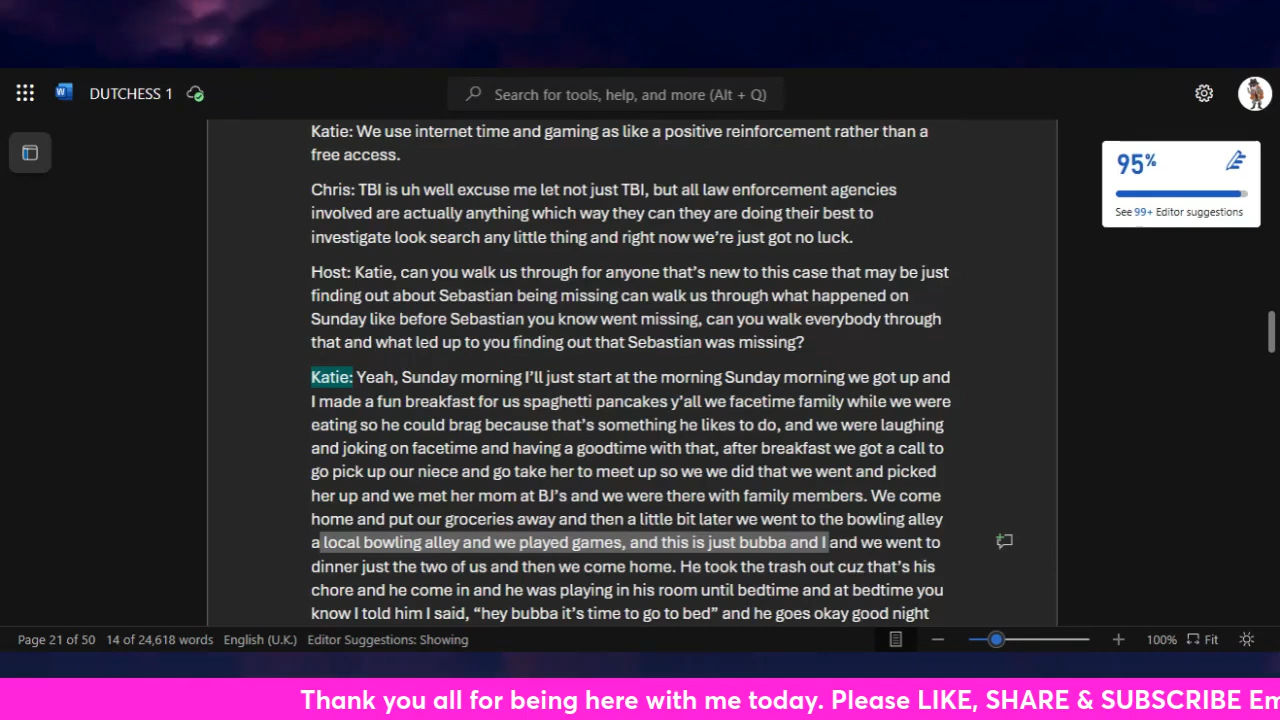 DUTCHESS 1
Search for tools, help, and more (Alt + Q)
Katie: We use internet time and gaming as like a positive reinforcement rather than a
free access.
Chris: TBI is uh well excuse me let not just TBI, but all law enforcement agencies
involved are actually anything which way they can they are doing their best to
investigate look search any little thing and right now we're just got no luck.
Host: Katie, can you walk us through for anyone that's new to this case that may be just
finding out about Sebastian being missing can walk us through what happened on
Sunday like before Sebastian you know went missing, can you walk everybody through
that and what led up to you finding out that Sebastian was missing?
Katie: Yeah, Sunday morning I'll just start at the morning Sunday morning we got up and
I made a fun breakfast for us spaghetti pancakes y'all we facetime family while we were
eating so he could brag because that's something he likes to do, and we were laughing
and joking on facetime and having a goodtime with that, after breakfast we got a call to
go pick up our niece and go take her to meet up so we we did that we went and picked
her up and we met her mom at BJ's and we were there with family members. We come
home and put our groceries away and then a little bit later we went to the bowling alley
a local bowling alley and we played games, and this is just bubba and I and we went to
dinner just the two of us and then we come home. He took the trash out cuz that's his
chore and he come in and he was playing in his room until bedtime and at bedtime you
know I told him I said, "hey bubba it's time to go to bed" and he goes okay good night
95%
See 99+ Editor suggestions
Page 21 of 50 14 of 24,618 words English (U.K.) Editor Suggestions: Showing 100% Fit
Thank you all for being here with me today. Please LIKE, SHARE & SUBSCRIBE En